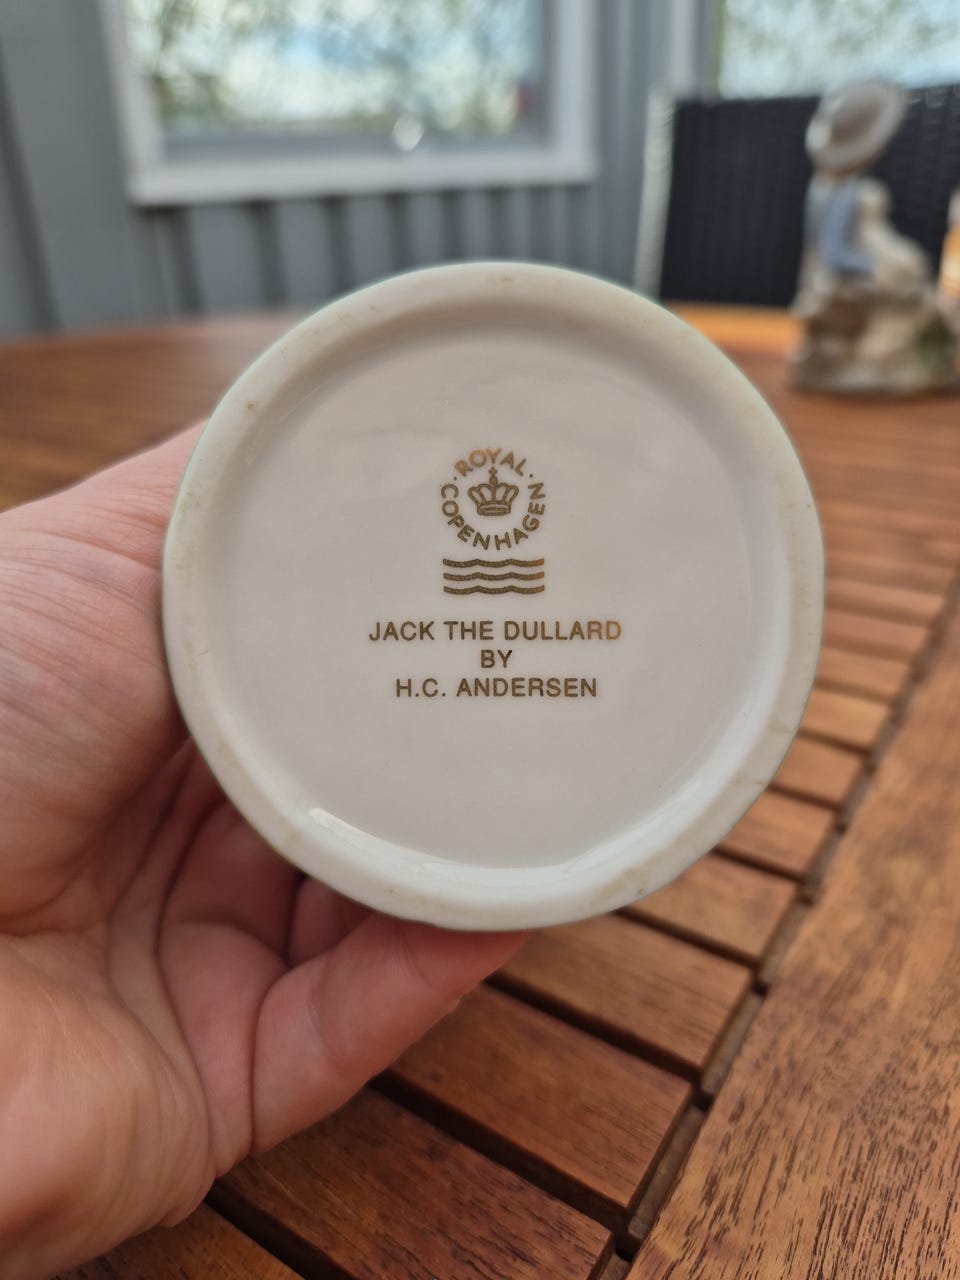 ROYAL
COPENHAGEN
JACK THE DULLARD
BY
H.C. ANDERSEN